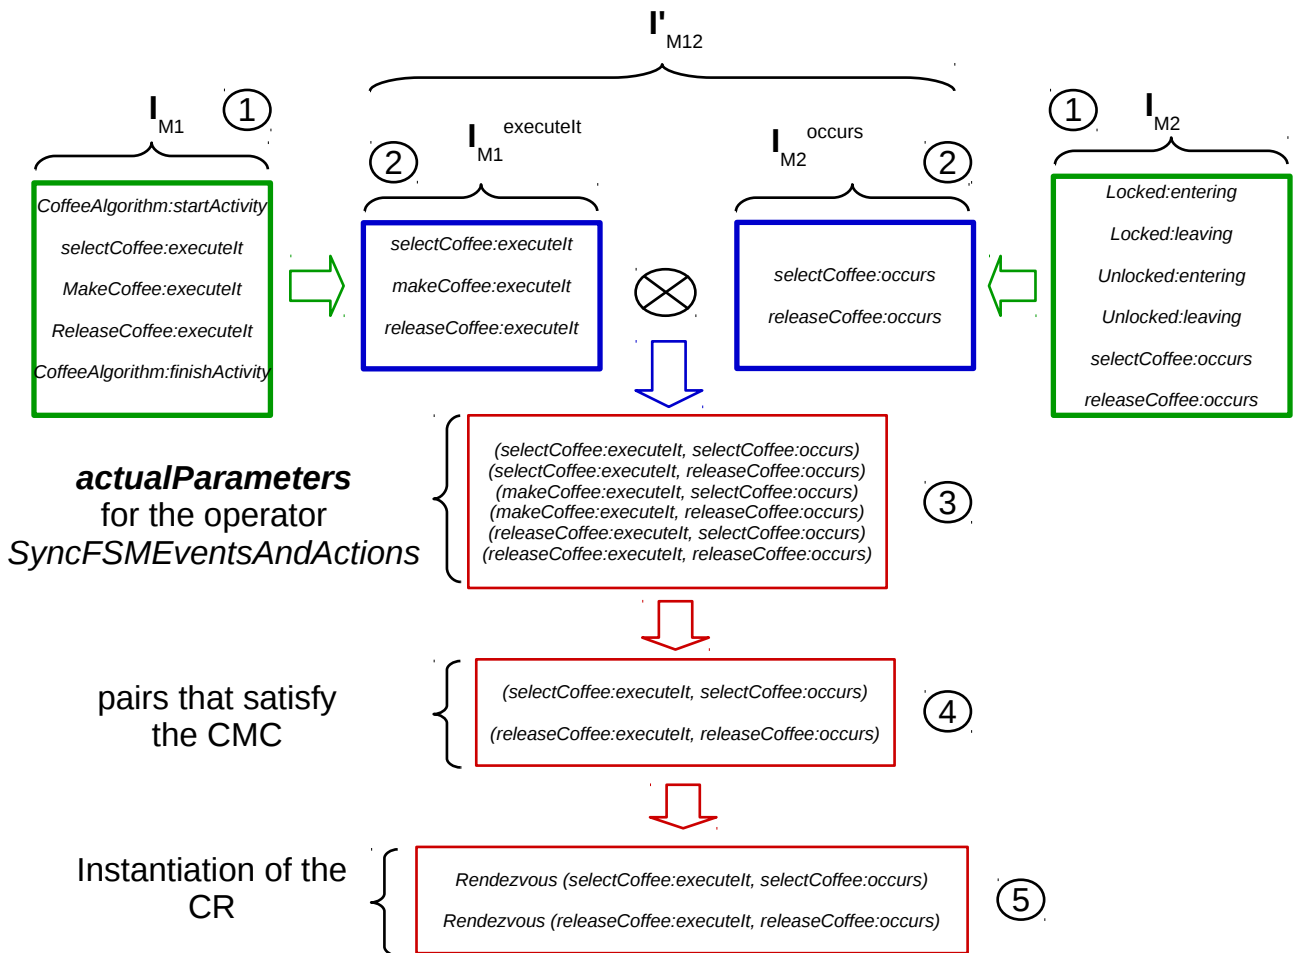 I'M12
IM1
1
IM1 executeIt
2
IM2 occurs
2
1
IM2
CoffeeAlgorithm:startActivity
selectCoffee:executeIt
MakeCoffee:executeIt
ReleaseCoffee:executeIt
CoffeeAlgorithm:finishActivity
selectCoffee:executeIt
makeCoffee:executeIt
releaseCoffee:executeIt
selectCoffee:occurs
releaseCoffee:occurs
Locked:entering
Locked:leaving
Unlocked:entering
Unlocked:leaving
selectCoffee:occurs
releaseCoffee:occurs
actualParameters
for the operator
SyncFSMEventsAndActions
(selectCoffee:executeIt, selectCoffee:occurs)
(selectCoffee:executeIt, releaseCoffee:occurs)
(makeCoffee:executeIt, selectCoffee:occurs)
(makeCoffee:executeIt, releaseCoffee:occurs)
(releaseCoffee:executeIt, selectCoffee:occurs)
(releaseCoffee:executeIt, releaseCoffee:occurs)
3
pairs that satisfy
the CMC
(selectCoffee:executeIt, selectCoffee:occurs)
(releaseCoffee:executeIt, releaseCoffee:occurs)
4
Instantiation of the
CR
Rendezvous (selectCoffee:executeIt, selectCoffee:occurs)
Rendezvous (releaseCoffee:executeIt, releaseCoffee:occurs)
5